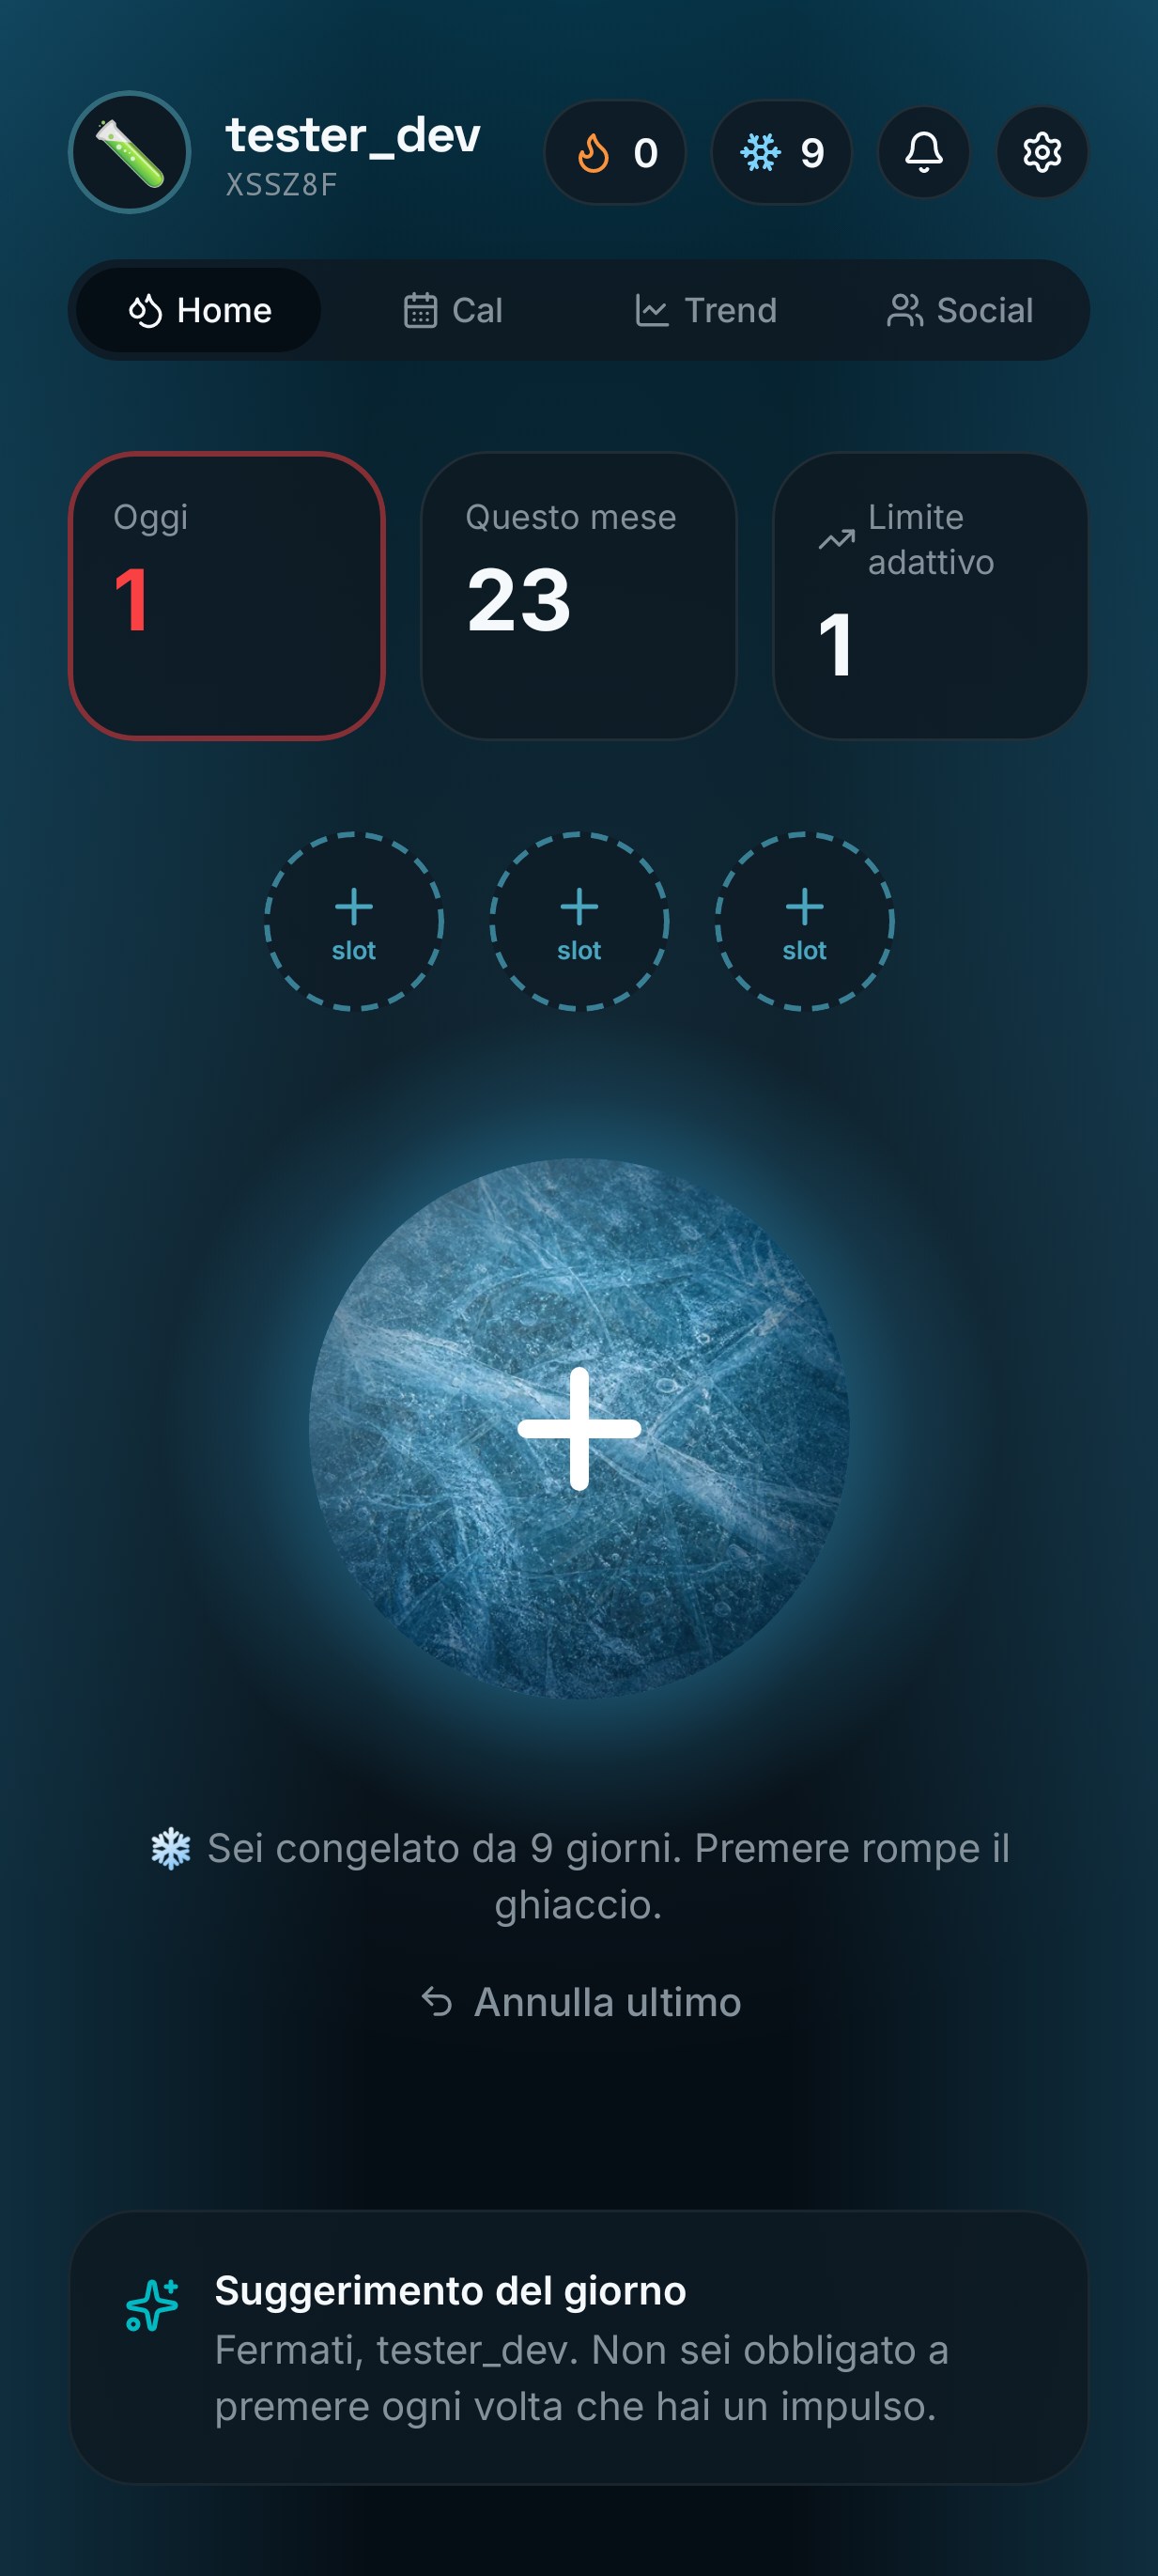 tester_dev
XSSZ8F
0
9
Home
Cal
Trend
Social
Oggi
1
Questo mese
23
Limite
adattivo
1
slot
slot
slot
Sei congelato da 9 giorni. Premere rompe il
ghiaccio.
Annulla ultimo
Suggerimento del giorno
Fermati, tester_dev. Non sei obbligato a
premere ogni volta che hai un impulso.